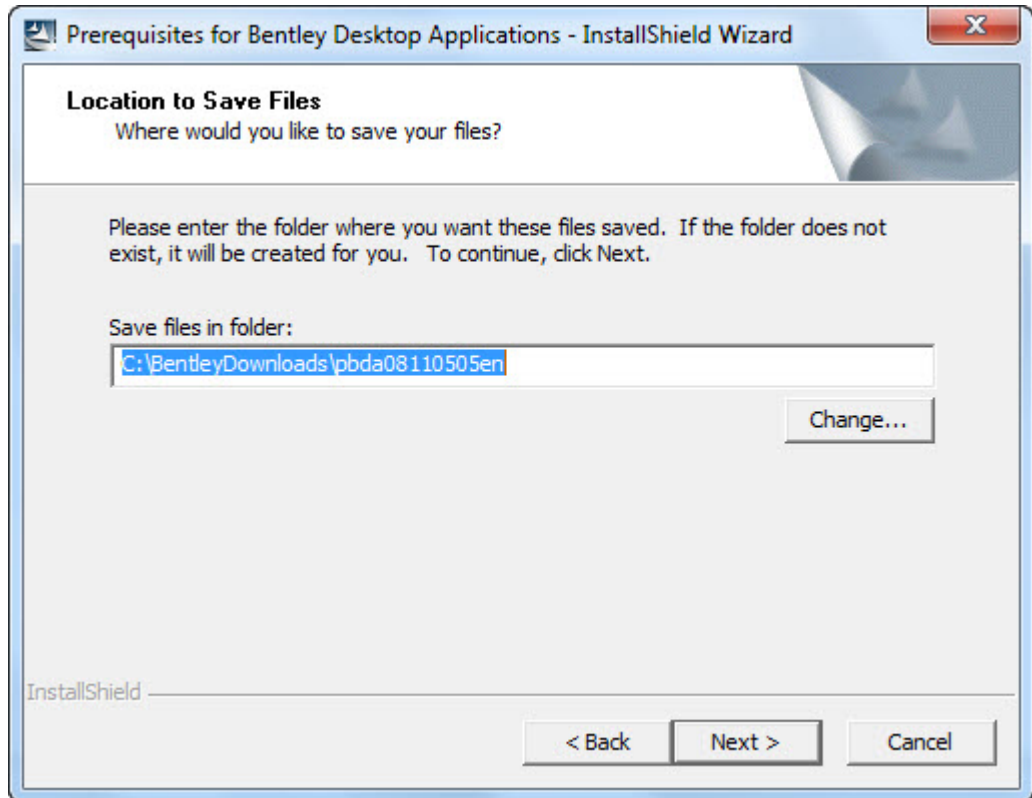 Prerequisites for Bentley Desktop Applications - InstallShield Wizard
Location to Save Files
Where would you like to save your files?
Please enter the folder where you want these files saved.  If the folder does not
exist, it will be created for you.   To continue, click Next.
Save files in folder:
C:\BentleyDownloads\pbda08110505en
Change...
InstallShield
< Back
Next >
Cancel